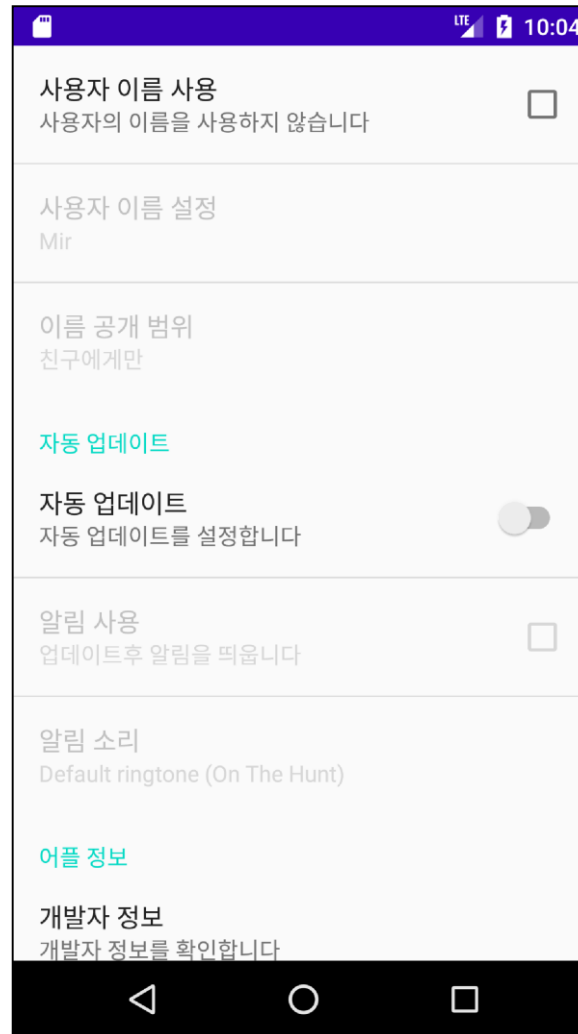 LTE 10:04
사용자 이름 사용
사용자의 이름을 사용하지 않습니다
사용자 이름 설정
Mir
이름 공개 범위
친구에게만
자동 업데이트
자동 업데이트
자동 업데이트를 설정합니다
알림 사용
업데이트후 알림을 띄웁니다
알림 소리
Default ringtone (On The Hunt)
어플 정보
개발자 정보
개발자 정보를 확인합니다